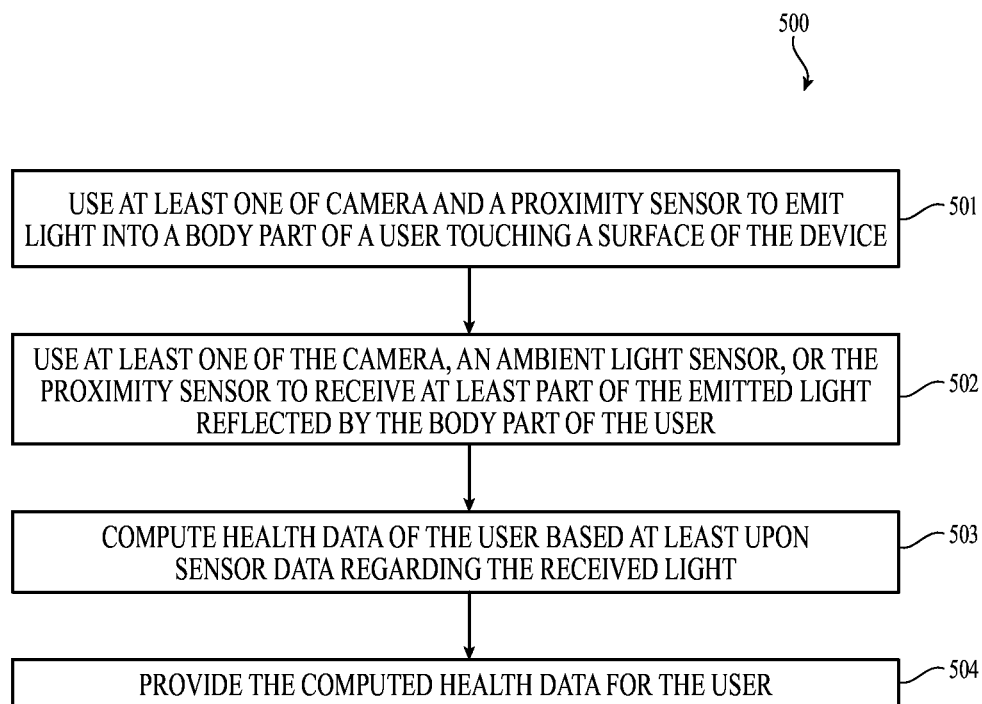 500
USE AT LEAST ONE OF CAMERA AND A PROXIMITY SENSOR TO EMIT
LIGHT INTO A BODY PART OF A USER TOUCHING A SURFACE OF THE DEVICE
501
USE AT LEAST ONE OF THE CAMERA, AN AMBIENT LIGHT SENSOR, OR THE
PROXIMITY SENSOR TO RECEIVE AT LEAST PART OF THE EMITTED LIGHT
REFLECTED BY THE BODY PART OF THE USER
502
COMPUTE HEALTH DATA OF THE USER BASED AT LEAST UPON
SENSOR DATA REGARDING THE RECEIVED LIGHT
503
PROVIDE THE COMPUTED HEALTH DATA FOR THE USER
504